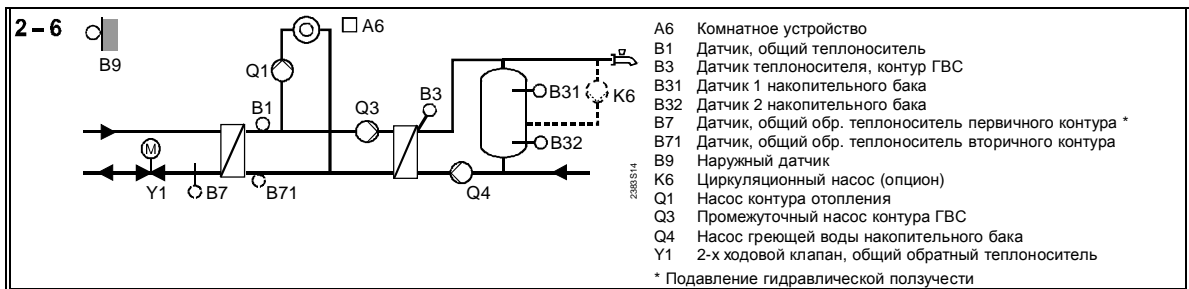 2 – 6
B9
A6
Q1
B1
Q3
B3
B31
K6
B32
M
Y1
B7
B71
Q4
2383S14
A6 Комнатное устройство
B1 Датчик, общий теплоноситель
B3 Датчик теплоносителя, контур ГВС
B31 Датчик 1 накопительного бака
B32 Датчик 2 накопительного бака
B7 Датчик, общий обр. теплоноситель первичного контура *
B71 Датчик, общий обр. теплоноситель вторичного контура
B9 Наружный датчик
K6 Циркуляционный насос (опцион)
Q1 Насос контура отопления
Q3 Промежуточный насос контура ГВС
Q4 Насос греющей воды накопительного бака
Y1 2-х ходовой клапан, общий обратный теплоноситель
* Подавление гидравлической ползучести